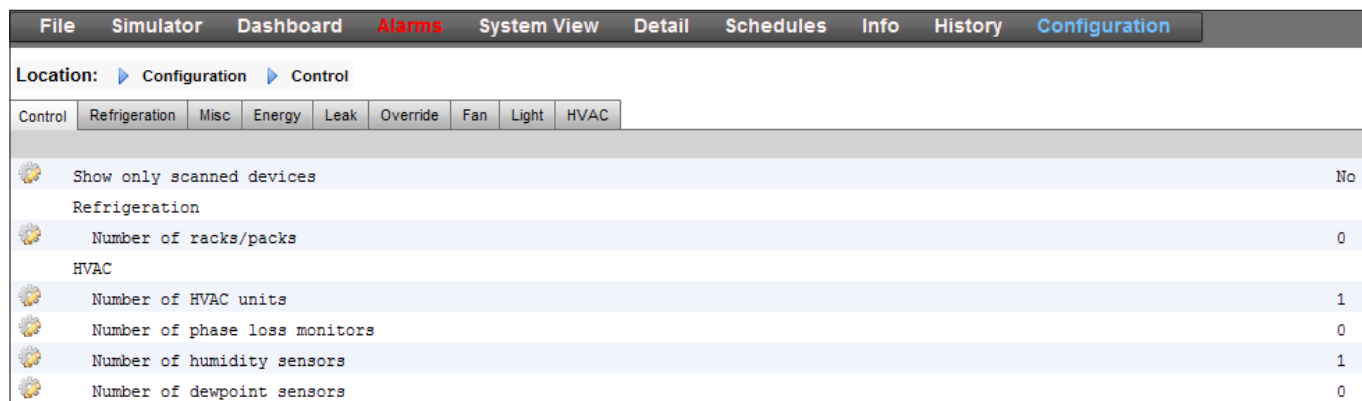 File Simulator Dashboard Alarms System View Detail Schedules Info History Configuration
Location: Configuration Control
Control Refrigeration Misc Energy Leak Override Fan Light HVAC
Show only scanned devices No
Refrigeration
Number of racks/packs 0
HVAC
Number of HVAC units 1
Number of phase loss monitors 0
Number of humidity sensors 1
Number of dewpoint sensors 0